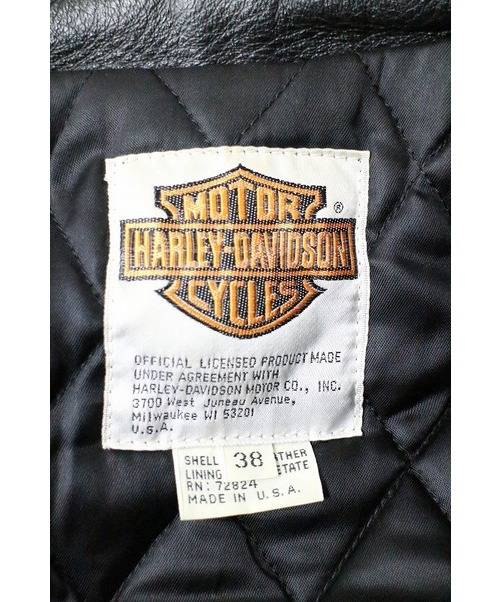 MOTOR
HARLEY-DAVIDSON
CYCLES
®
OFFICIAL LICENSED PRODUCT MADE
UNDER AGREEMENT WITH
HARLEY-DAVIDSON MOTOR CO., INC.
3700 West Juneau Avenue,
Milwaukee WI 53201
U.S.A.
SHELL 38
LINING
RN: 72824
MADE IN U.S.A.